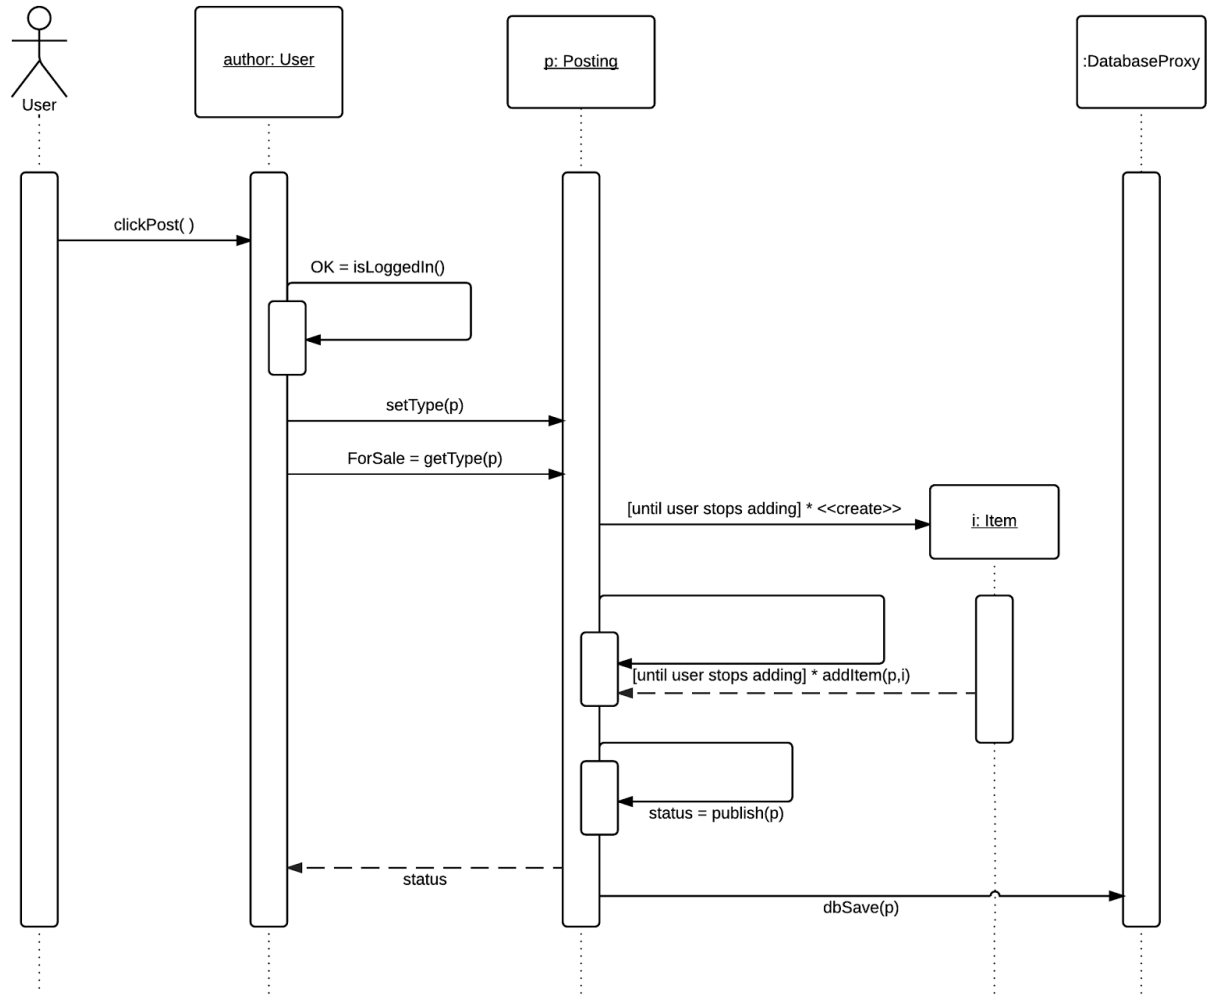 User
author: User
p: Posting
:DatabaseProxy
clickPost( )
OK = isLoggedIn()
setType(p)
ForSale = getType(p)
[until user stops adding] * <<create>>
i: Item
[until user stops adding] * addItem(p,i)
status = publish(p)
status
dbSave(p)